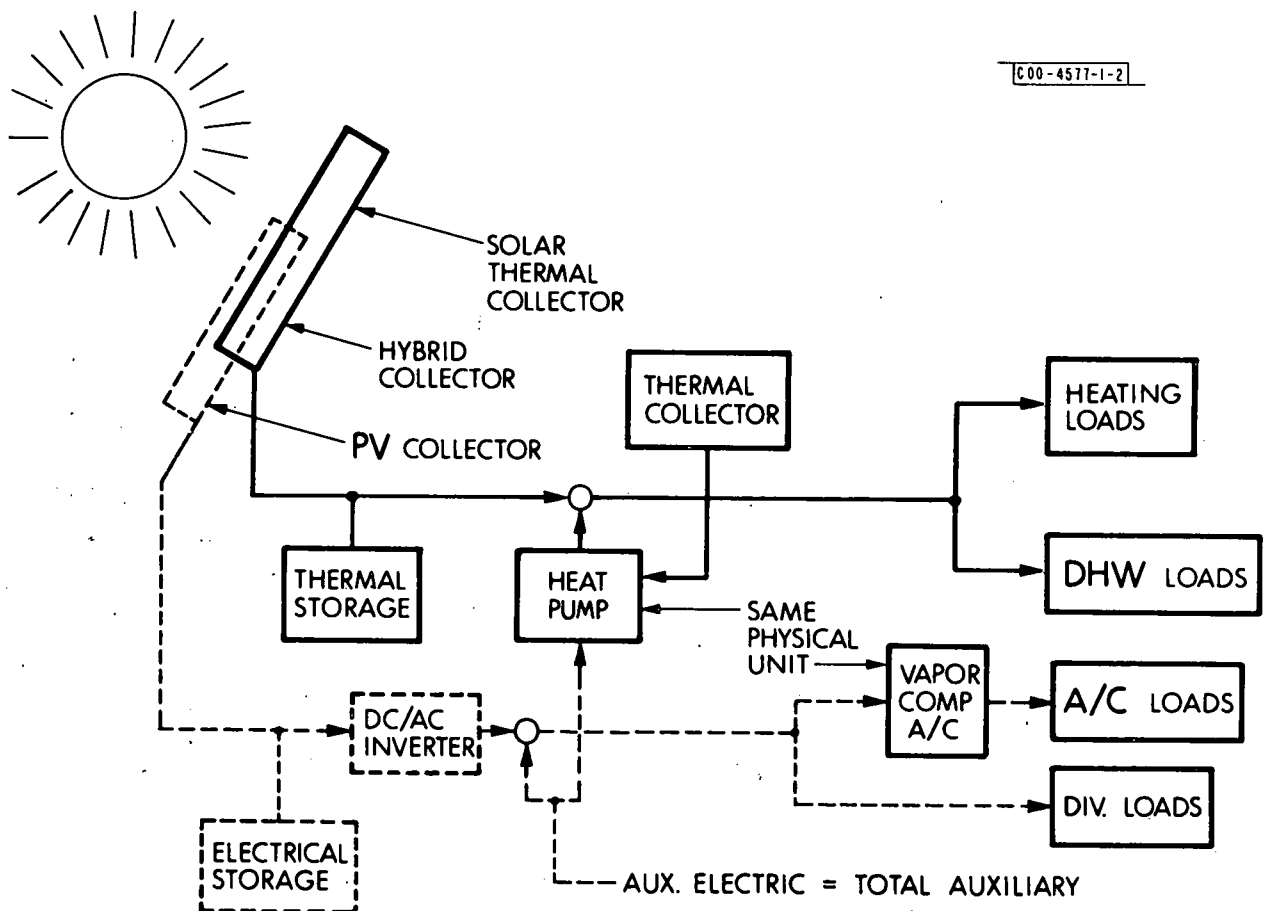 C00-4577-1-2
SOLAR
THERMAL
COLLECTOR
HYBRID
COLLECTOR
PV COLLECTOR
THERMAL
COLLECTOR
HEATING
LOADS
THERMAL
STORAGE
HEAT
PUMP
DHW LOADS
SAME
PHYSICAL
UNIT
VAPOR
COMP
A/C
A/C LOADS
DC/AC
INVERTER
DIV. LOADS
ELECTRICAL
STORAGE
AUX. ELECTRIC = TOTAL AUXILIARY